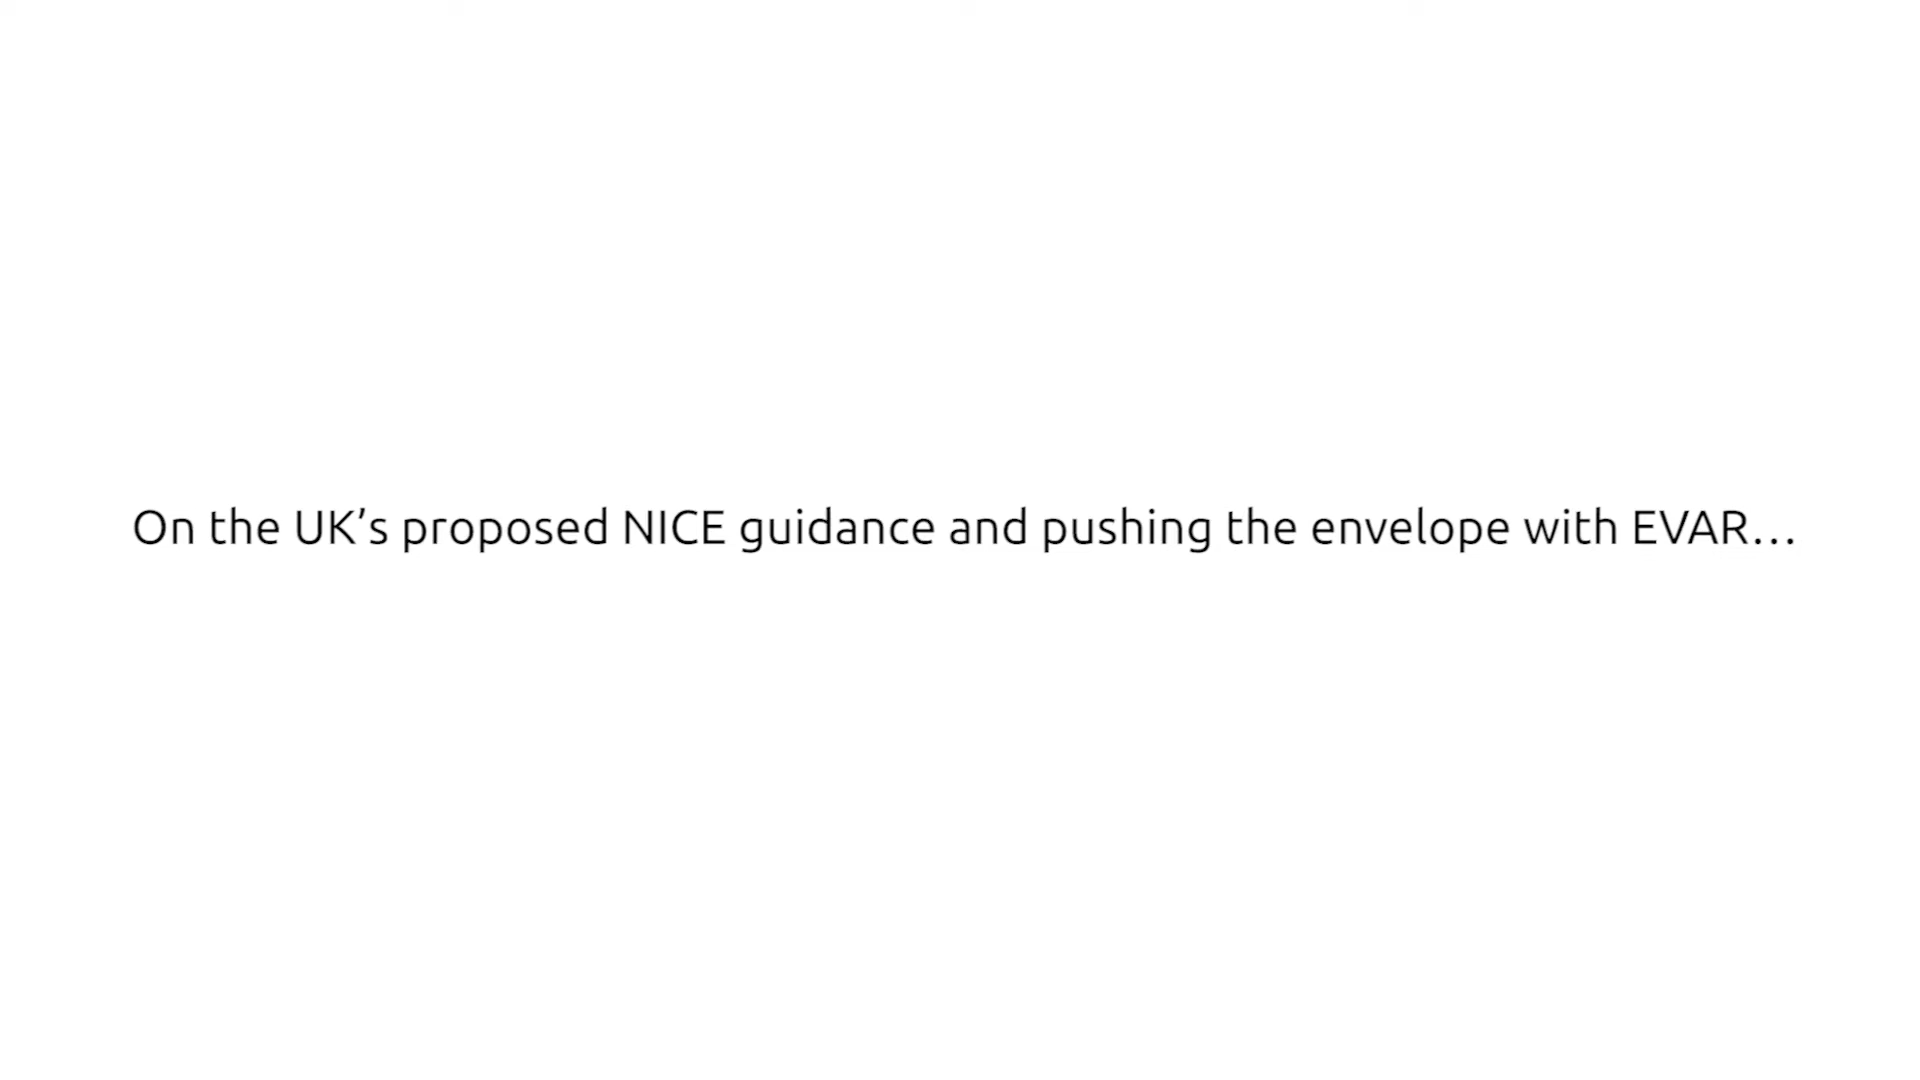 On the UK’s proposed NICE guidance and pushing the envelope with EVAR…